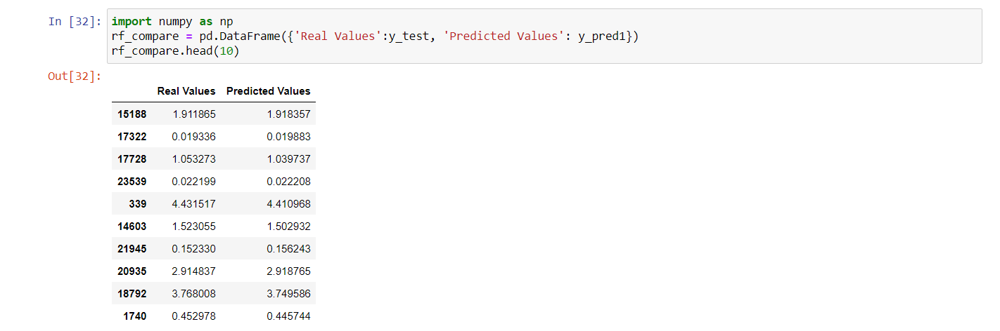 In [32]: import numpy as np
rf_compare = pd.DataFrame({'Real Values':y_test, 'Predicted Values': y_pred1})
rf_compare.head(10)
Out[32]:
Real Values Predicted Values
15188 1.911865 1.918357
17322 0.019336 0.019883
17728 1.053273 1.039737
23539 0.022199 0.022208
339 4.431517 4.410968
14603 1.523055 1.502932
21945 0.152330 0.156243
20935 2.914837 2.918765
18792 3.768008 3.749586
1740 0.452978 0.445744